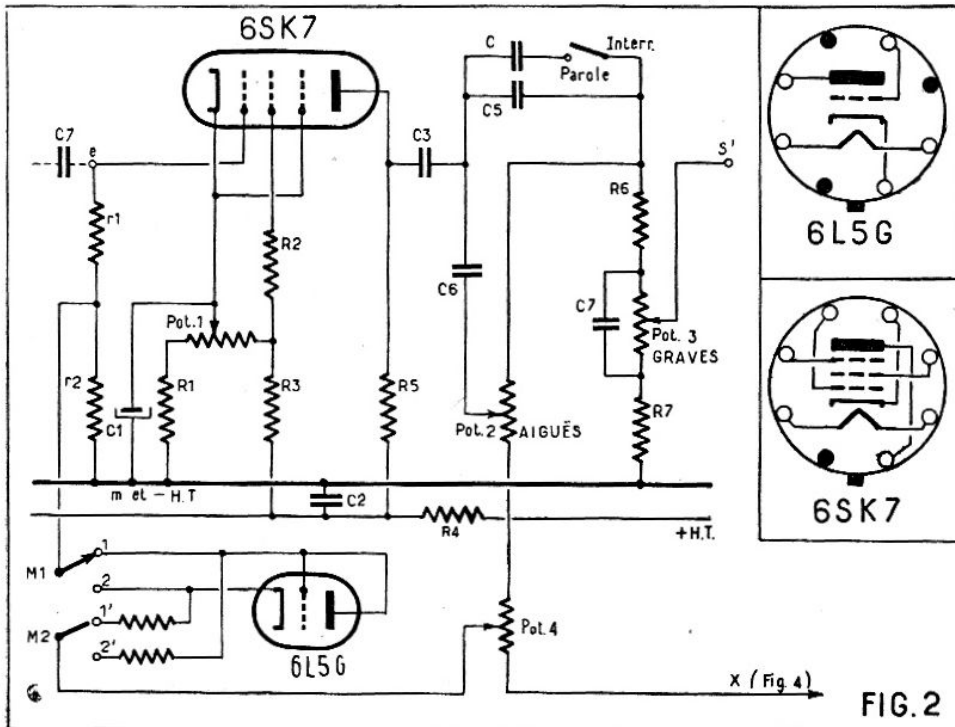 6SK7
C
Interr.
Parole
C5
C7
e
C3
S'
r1
R6
R2
C6
C7
Pot.1
Pot. 3
GRAVES
r2
C1
R1
R3
R5
Pot.2
AIGUËS
R7
m et - H.T
C2
R4
+H.T.
M1
1
2
M2
1'
2'
6L5G
Pot.4
X (Fig. 4)
FIG. 2
6L5G
6SK7